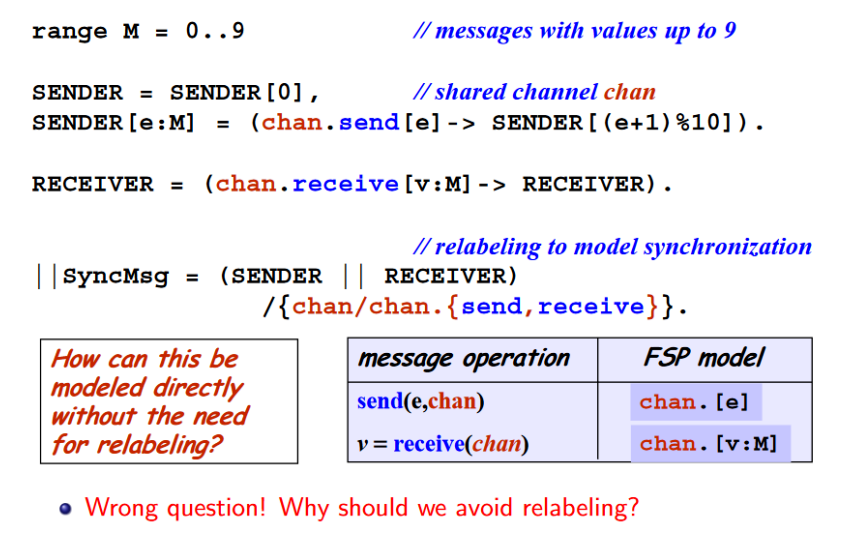 range M = 0..9 // messages with values up to 9
SENDER = SENDER[0], // shared channel chan
SENDER[e:M] = (chan.send[e]-> SENDER[(e+1)%10]).
RECEIVER = (chan.receive[v:M]-> RECEIVER).
// relabeling to model synchronization
||SyncMsg = (SENDER || RECEIVER)
/{chan/chan.{send,receive}}.
How can this be
modeled directly
without the need
for relabeling?
message operation FSP model
send(e,chan) chan.[e]
v = receive(chan) chan.[v:M]
Wrong question! Why should we avoid relabeling?